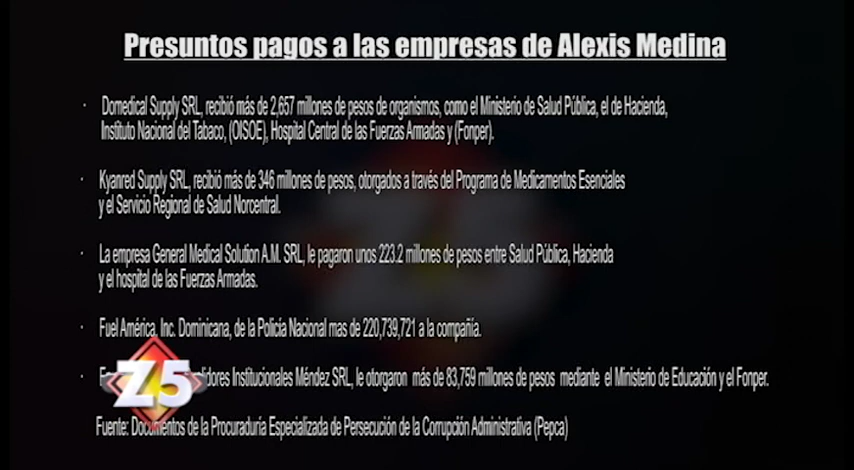 Presuntos pagos a las empresas de Alexis Medina
· Domedical Supply SRL, recibió más de 2,657 millones de pesos de organismos, como el Ministerio de Salud Pública, el de Hacienda,
Instituto Nacional del Tabaco, (OISOE), Hospital Central de las Fuerzas Armadas y (Fonper).
· Kyanred Supply SRL, recibió más de 346 millones de pesos, otorgados a través del Programa de Medicamentos Esenciales
y el Servicio Regional de Salud Norcentral.
· La empresa General Medical Solution A.M. SRL, le pagaron unos 223.2 millones de pesos entre Salud Pública, Hacienda
y el hospital de las Fuerzas Armadas.
· Fuel América, Inc. Dominicana, de la Policía Nacional mas de 220,739,721 a la compañía.
· Institucionales Méndez SRL, le otorgaron más de 83,759 millones de pesos mediante el Ministerio de Educación y el Fonper.
Z5
Fuente: Documentos de la Procuraduría Especializada de Persecución de la Corrupción Administrativa (Pepca)